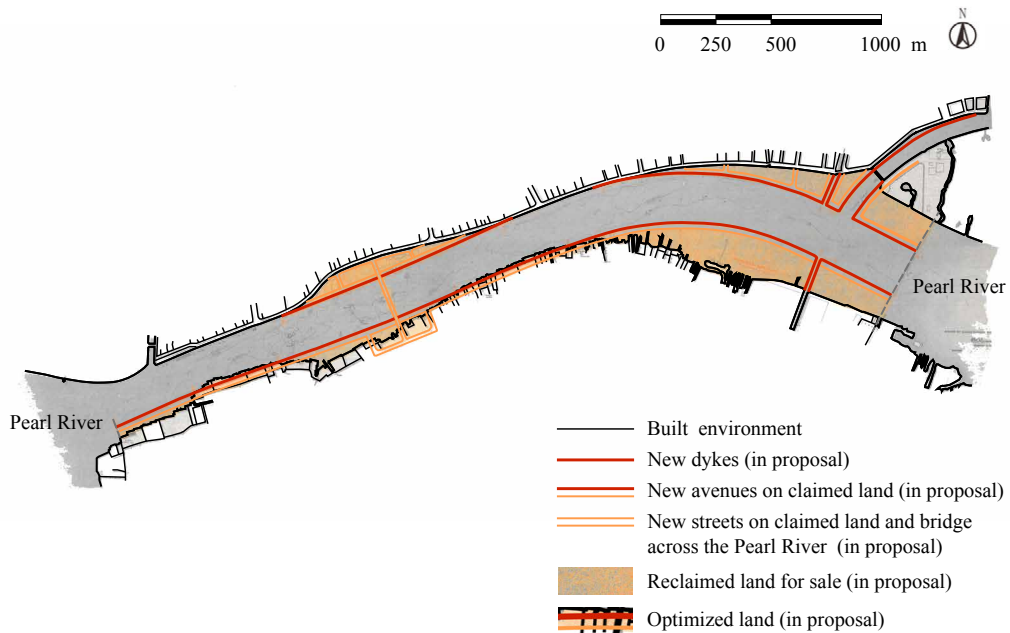 N
0 250 500 1000 m
Pearl River
Pearl River
Built environment
New dykes (in proposal)
New avenues on claimed land (in proposal)
New streets on claimed land and bridge
across the Pearl River (in proposal)
Reclaimed land for sale (in proposal)
Optimized land (in proposal)